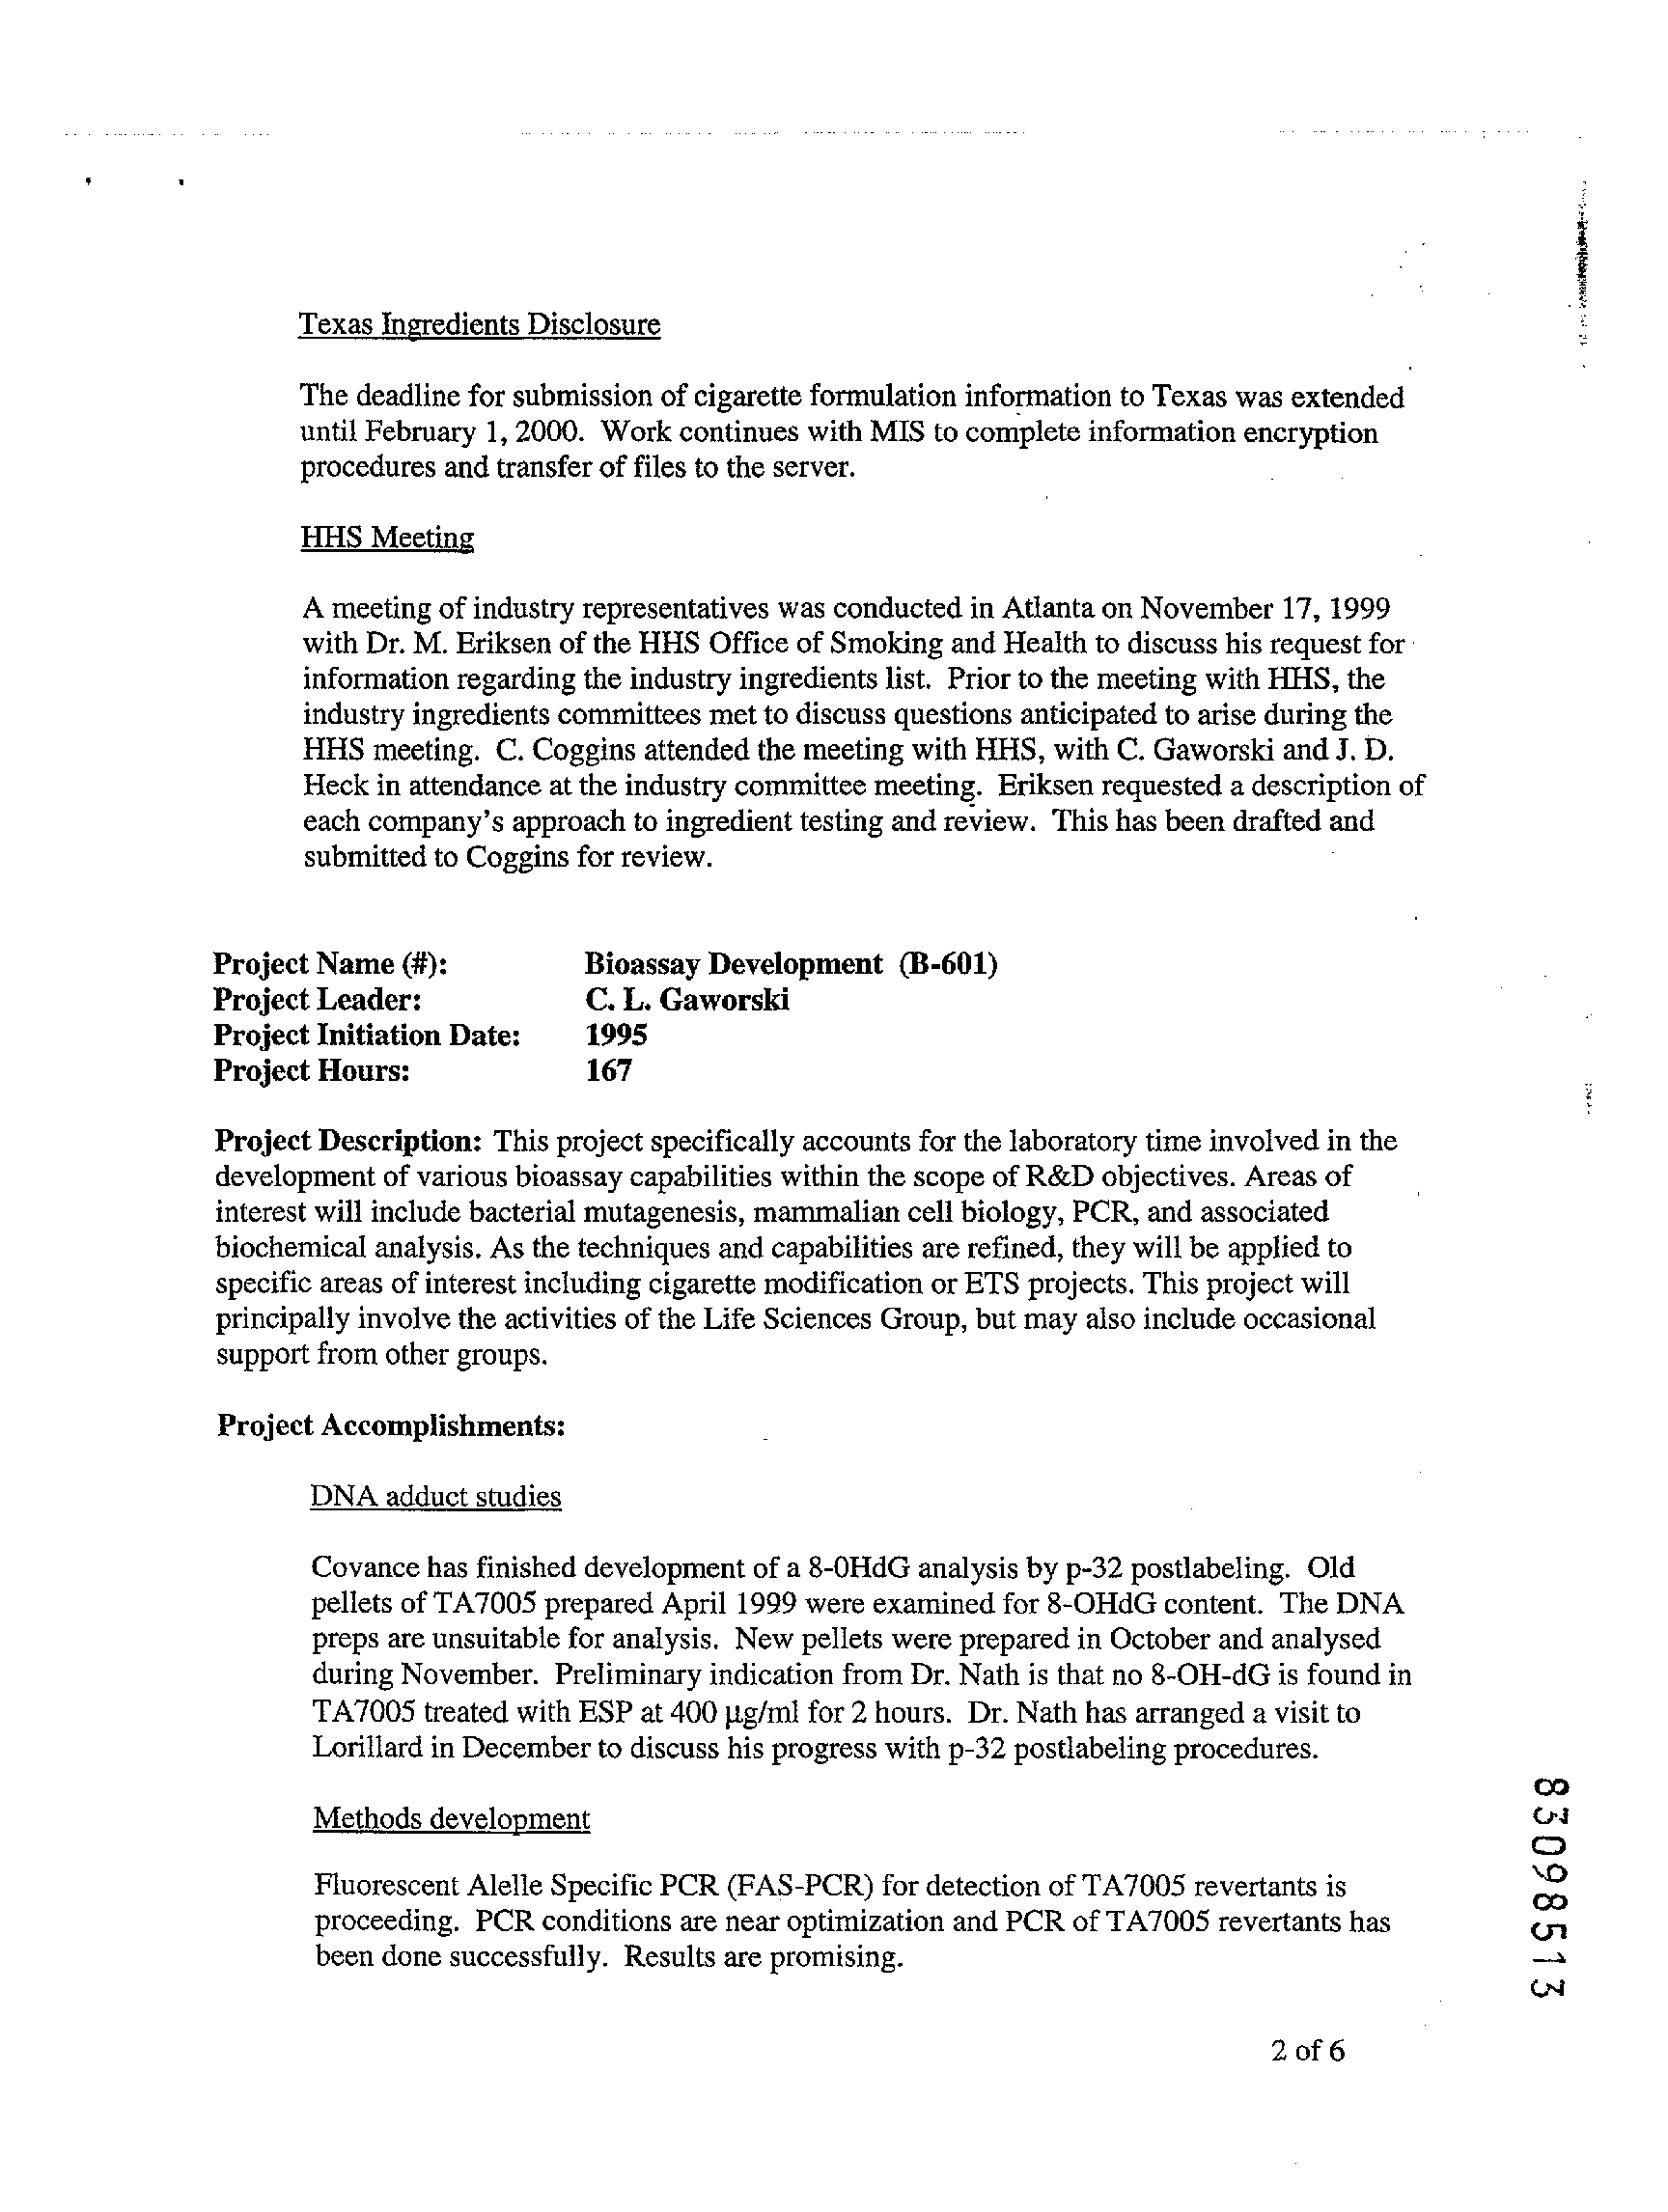 Texas Ingredients Disclosure
The deadline for submission of cigarette formulation information to Texas was extended
until February 1, 2000.  Work continues with MIS to complete information encryption
procedures and transfer of files to the server.
HHS Meeting
A meeting of industry representatives was conducted in Atlanta on November 17, 1999
with Dr. M. Eriksen of the HHS Office of Smoking and Health to discuss his request for
information regarding the industry ingredients list.  Prior to the meeting with HHS, the
industry ingredients committees met to discuss questions anticipated to arise during the
HHS meeting.  C. Coggins attended the meeting with HHS, with C. Gaworski and J. D.
Heck in attendance at the industry committee meeting.  Eriksen requested a description of
each company's approach to ingredient testing and review.  This has been drafted and
submitted to Coggins for review.
Project Name (#): Bioassay Development (B-601)
Project Leader: C. L. Gaworski
Project Initiation Date: 1995
Project Hours: 167
Project Description: This project specifically accounts for the laboratory time involved in the
development of various bioassay capabilities within the scope of R&D objectives. Areas of
interest will include bacterial mutagenesis, mammalian cell biology, PCR, and associated
biochemical analysis. As the techniques and capabilities are refined, they will be applied to
specific areas of interest including cigarette modification or ETS projects. This project will
principally involve the activities of the Life Sciences Group, but may also include occasional
support from other groups.
Project Accomplishments:
DNA adduct studies
Covance has finished development of a 8-0HdG analysis by p-32 postlabeling.  Old
pellets of TA7005 prepared April 1999 were examined for 8-OHdG content.  The DNA
preps are unsuitable for analysis.  New pellets were prepared in October and analysed
during November.  Preliminary indication from Dr. Nath is that no 8-OH-dG is found in
TA7005 treated with ESP at 400 µg/ml for 2 hours.  Dr. Nath has arranged a visit to
Lorillard in December to discuss his progress with p-32 postlabeling procedures.
Methods development
Fluorescent Alelle Specific PCR (FAS-PCR) for detection of TA7005 revertants is
proceeding.  PCR conditions are near optimization and PCR of TA7005 revertants has
been done successfully.  Results are promising.
83098513
2 of 6